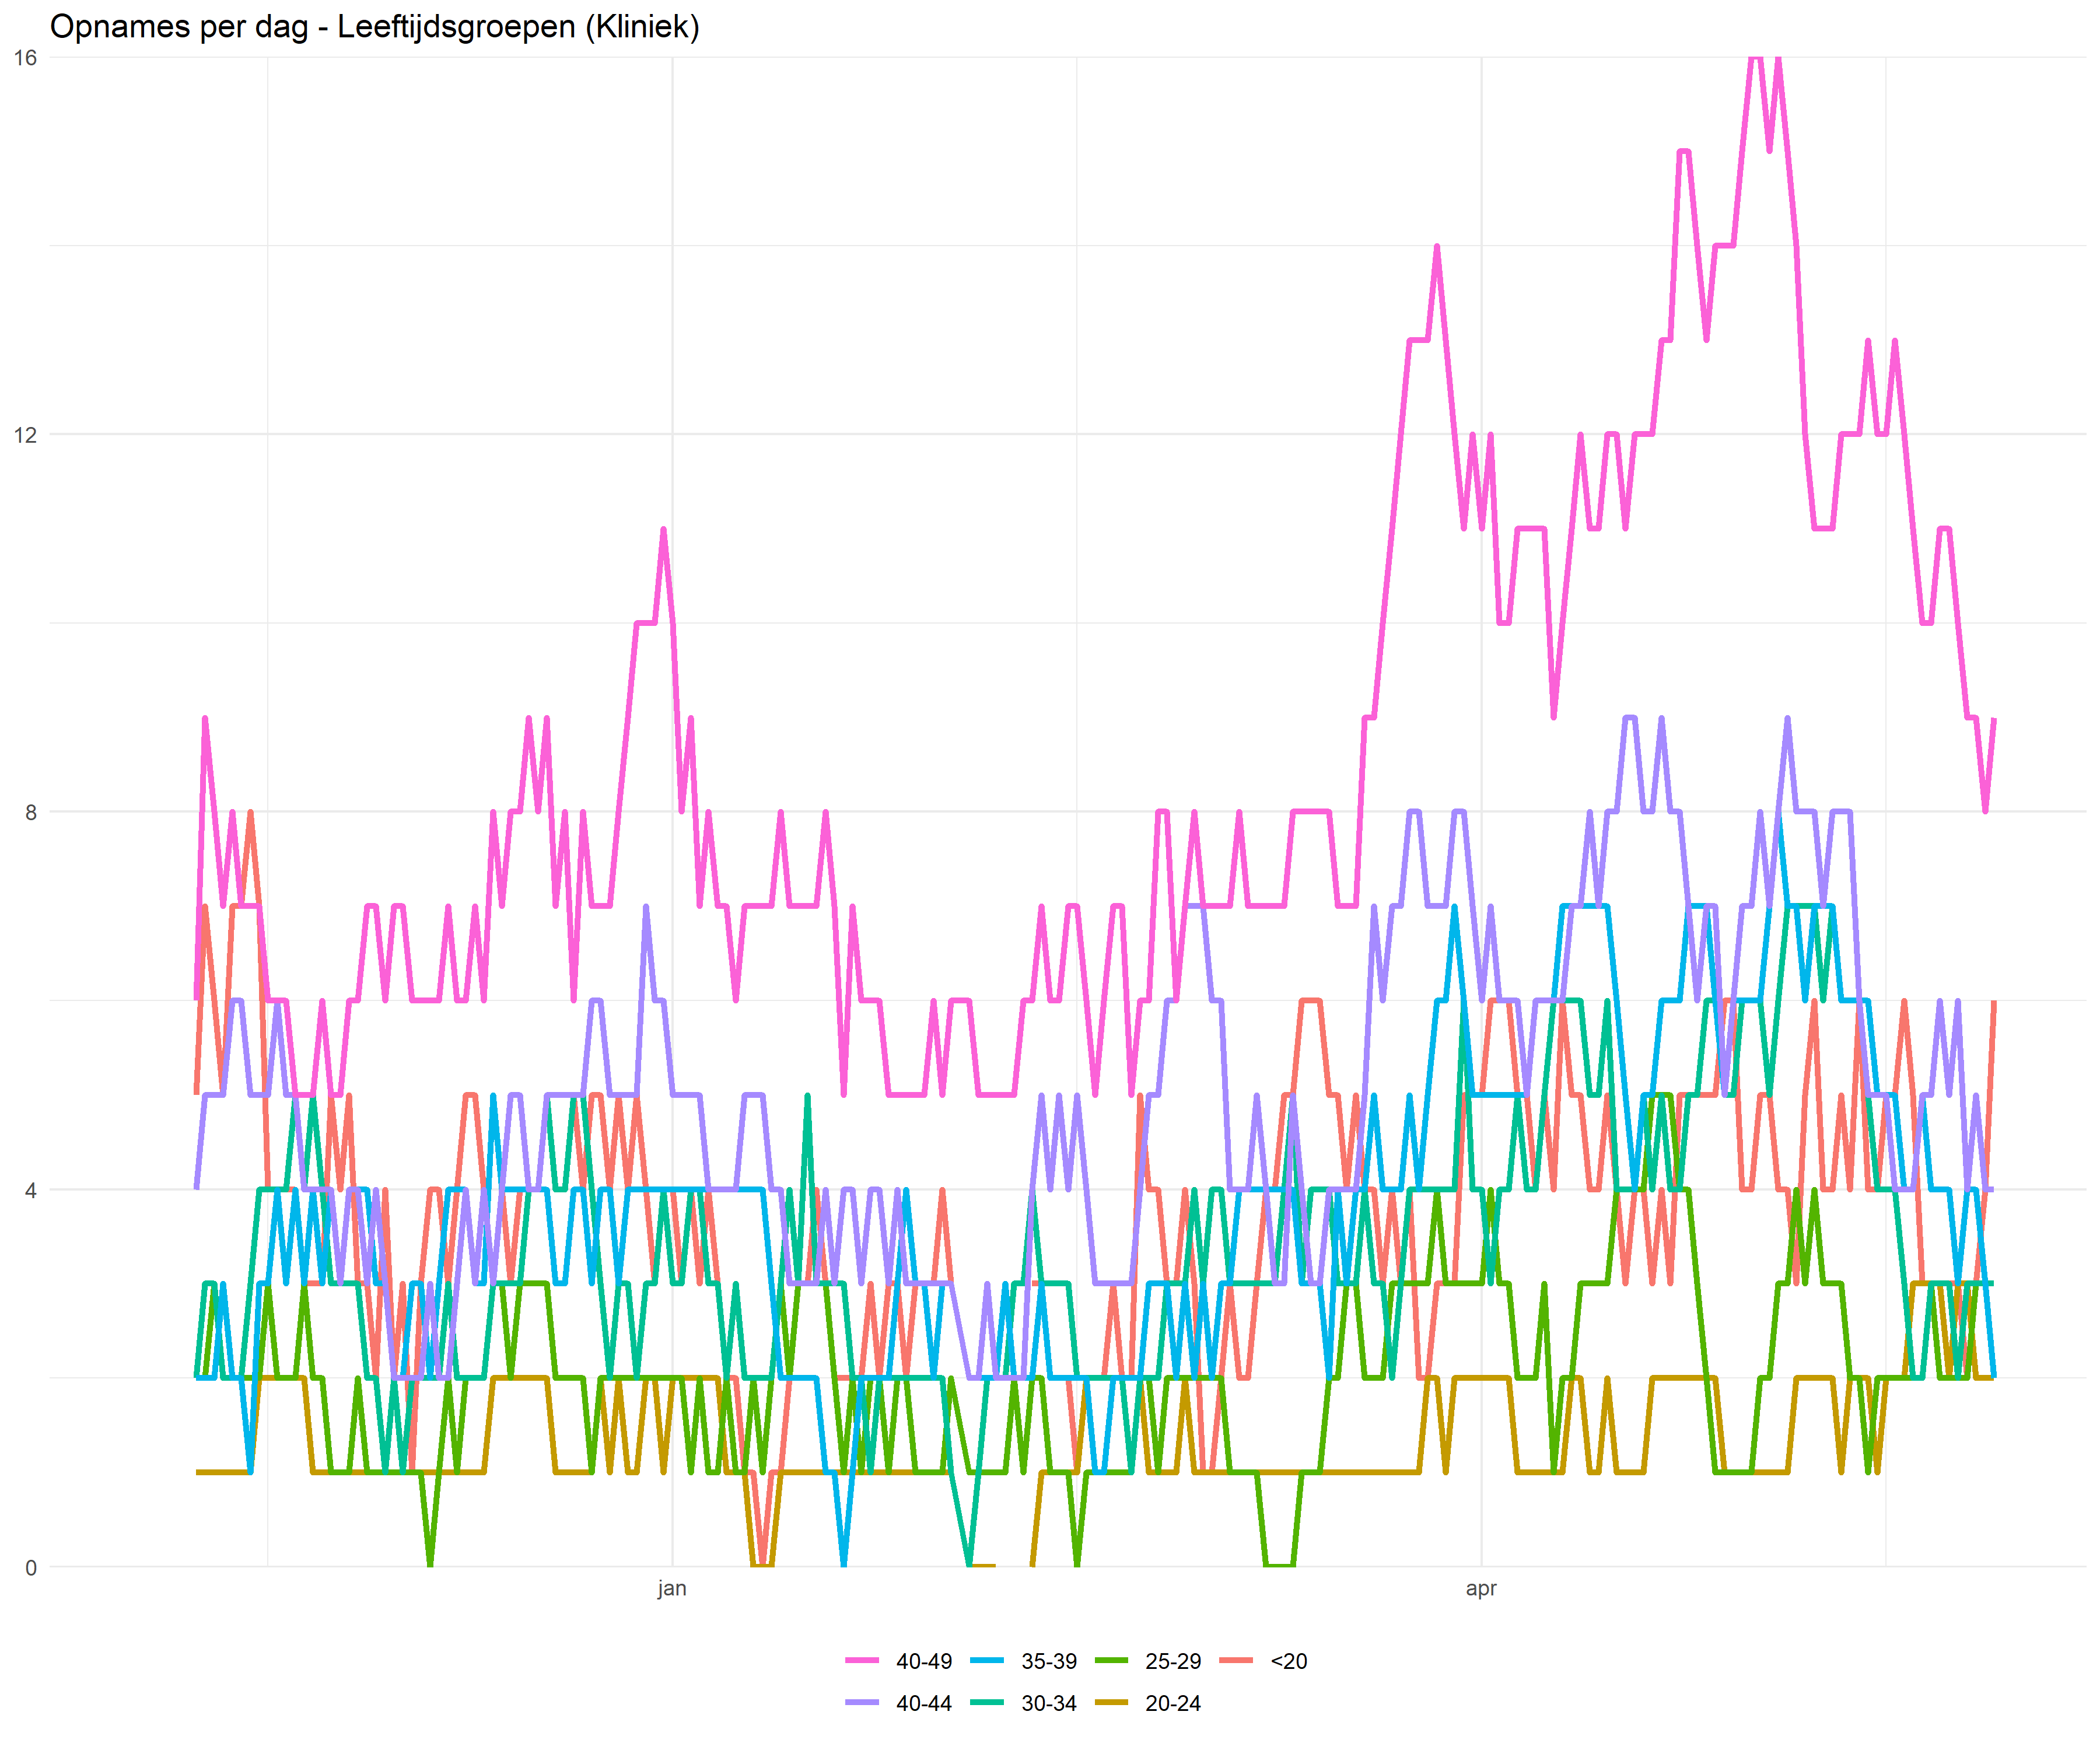 Opnames per dag - Leeftijdsgroepen (Kliniek)
16
12
8
4
0
jan apr
40-49 35-39 25-29 <20
40-44 30-34 20-24